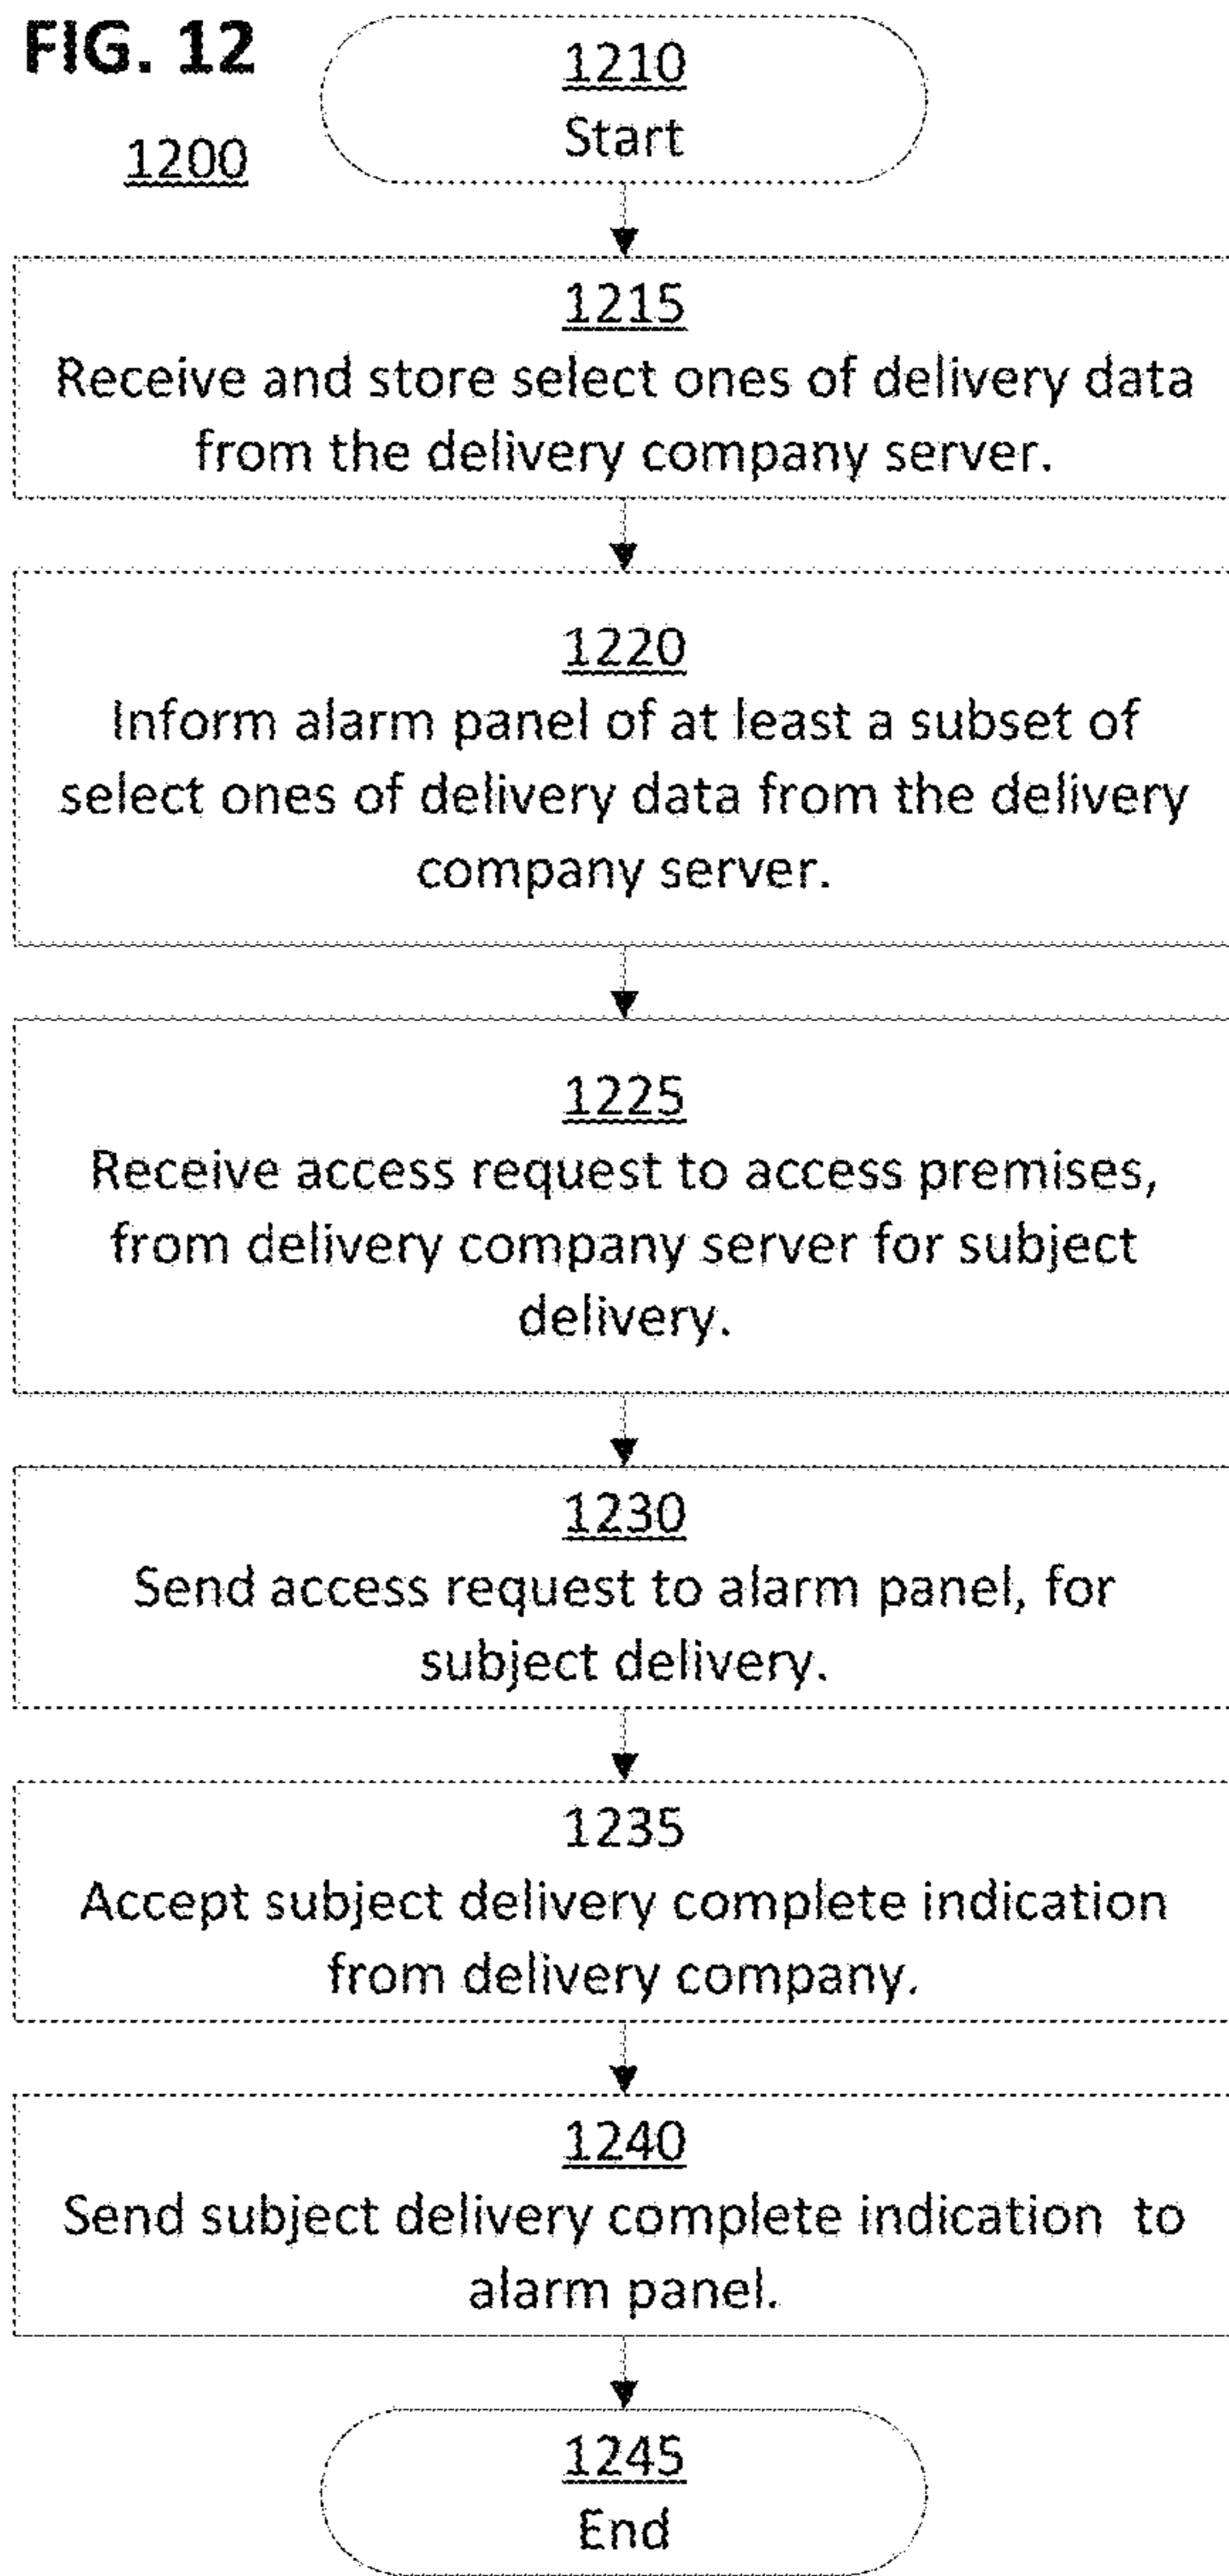 FIG. 12
1200
1210
Start
1215
Receive and store select ones of delivery data
from the delivery company server.
1220
Inform alarm panel of at least a subset of
select ones of delivery data from the delivery
company server.
1225
Receive access request to access premises,
from delivery company server for subject
delivery.
1230
Send access request to alarm panel, for
subject delivery.
1235
Accept subject delivery complete indication
from delivery company.
1240
Send subject delivery complete indication  to
alarm panel.
1245
End